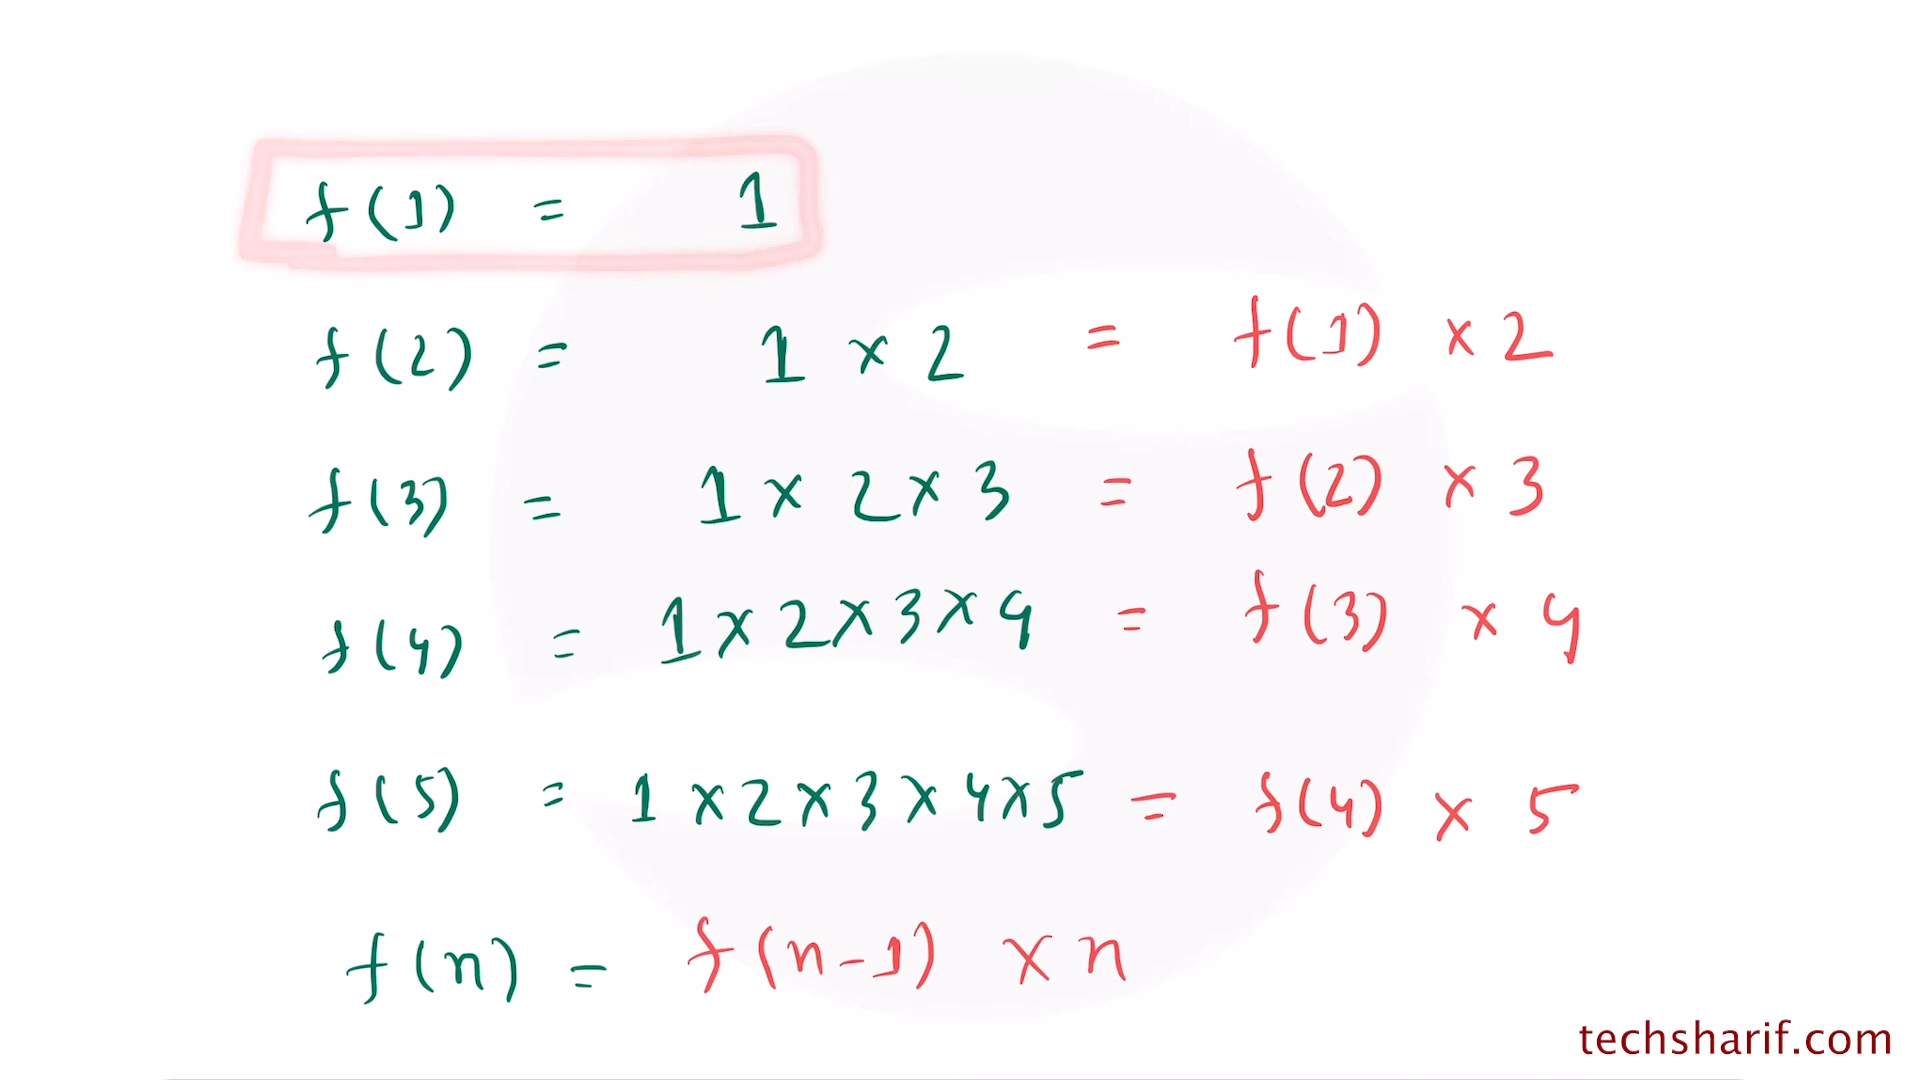 f(1) = 1
f(2) = 1 × 2 = f(1) × 2
f(3) = 1 × 2 × 3 = f(2) × 3
f(4) = 1 × 2 × 3 × 4 = f(3) × 4
f(5) = 1 × 2 × 3 × 4 × 5 = f(4) × 5
f(n) = f(n-1) × n
techsharif.com